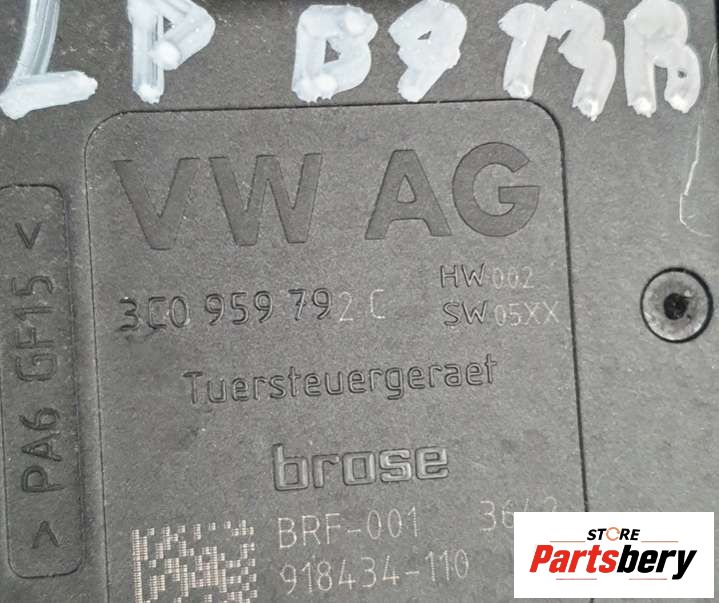 LP B9 13B
VW AG
3C0 959 792 C
HW 002
SW 05XX
Tuersteuergeraet
brose
BRF-001
918434-110
> PA6 GF15 <
STORE
Partsbery